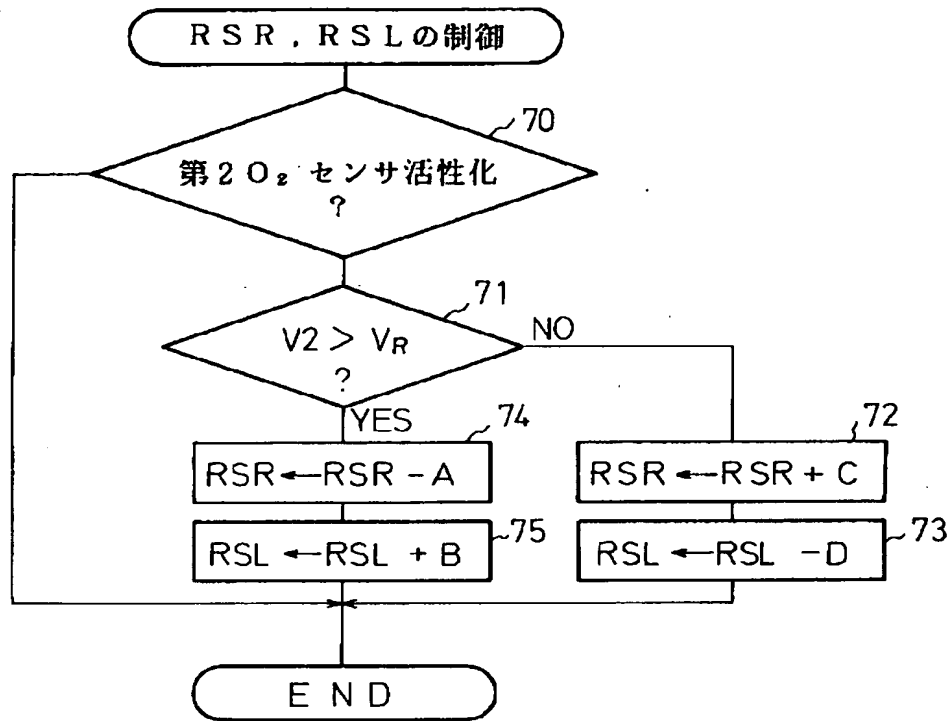 RSR,RSLの制御
70
第2O₂センサ活性化
?
71
V2 > VR
?
NO
YES
74
RSR←RSR-A
72
RSR←RSR+C
75
RSL←RSL+B
73
RSL←RSL-D
END